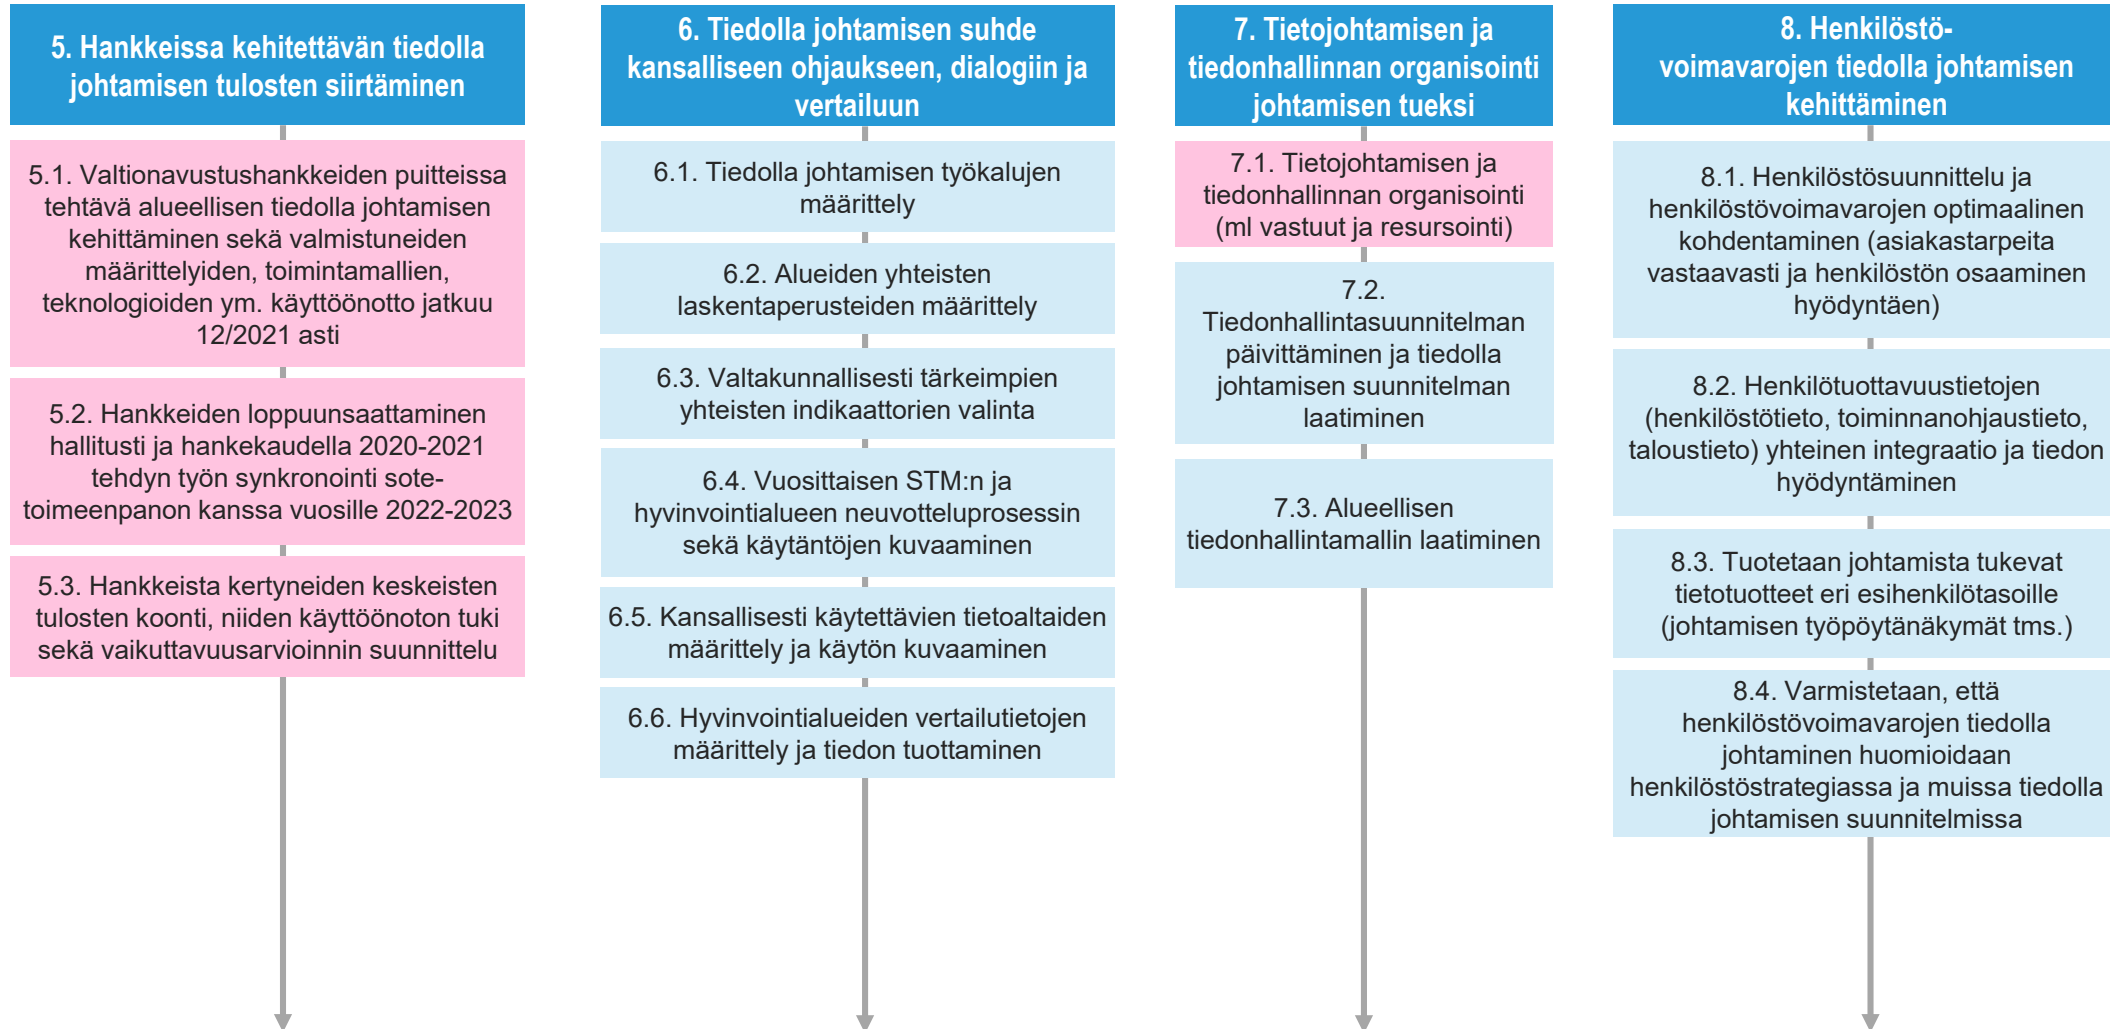 5. Hankkeissa kehitettävän tiedolla
johtamisen tulosten siirtäminen
5.1. Valtionavustushankkeiden puitteissa
tehtävä alueellisen tiedolla johtamisen
kehittäminen sekä valmistuneiden
määrittelyiden, toimintamallien,
teknologioiden ym. käyttöönotto jatkuu
12/2021 asti
5.2. Hankkeiden loppuunsaattaminen
hallitusti ja hankekaudella 2020-2021
tehdyn työn synkronointi sote-
toimeenpanon kanssa vuosille 2022-2023
5.3. Hankkeista kertyneiden keskeisten
tulosten koonti, niiden käyttöönoton tuki
sekä vaikuttavuusarvioinnin suunnittelu
6. Tiedolla johtamisen suhde
kansalliseen ohjaukseen, dialogiin ja
vertailuun
6.1. Tiedolla johtamisen työkalujen
määrittely
6.2. Alueiden yhteisten
laskentaperusteiden määrittely
6.3. Valtakunnallisesti tärkeimpien
yhteisten indikaattorien valinta
6.4. Vuosittaisen STM:n ja
hyvinvointialueen neuvotteluprosessin
sekä käytäntöjen kuvaaminen
6.5. Kansallisesti käytettävien tietoaltaiden
määrittely ja käytön kuvaaminen
6.6. Hyvinvointialueiden vertailutietojen
määrittely ja tiedon tuottaminen
7. Tietojohtamisen ja
tiedonhallinnan organisointi
johtamisen tueksi
7.1. Tietojohtamisen ja
tiedonhallinnan organisointi
(ml vastuut ja resursointi)
7.2.
Tiedonhallintasuunnitelman
päivittäminen ja tiedolla
johtamisen suunnitelman
laatiminen
7.3. Alueellisen
tiedonhallintamallin laatiminen
8. Henkilöstö-
voimavarojen tiedolla johtamisen
kehittäminen
8.1. Henkilöstösuunnittelu ja
henkilöstövoimavarojen optimaalinen
kohdentaminen (asiakastarpeita
vastaavasti ja henkilöstön osaaminen
hyödyntäen)
8.2. Henkilötuottavuustietojen
(henkilöstötieto, toiminnanohjaustieto,
taloustieto) yhteinen integraatio ja tiedon
hyödyntäminen
8.3. Tuotetaan johtamista tukevat
tietotuotteet eri esihenkilötasoille
(johtamisen työpöytänäkymät tms.)
8.4. Varmistetaan, että
henkilöstövoimavarojen tiedolla
johtaminen huomioidaan
henkilöstöstrategiassa ja muissa tiedolla
johtamisen suunnitelmissa